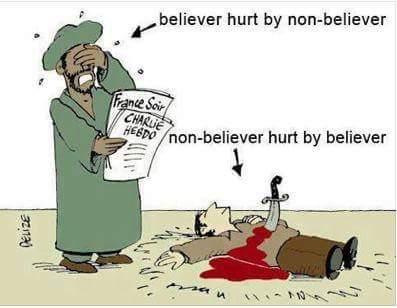 believer hurt by non-believer
France Soir
CHARLIE
HEBDO
non-believer hurt by believer
DELIZE